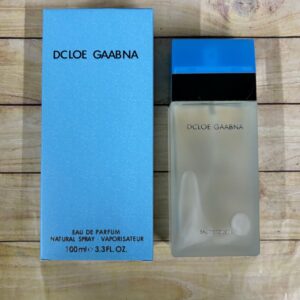 DCLOE GAABNA
EAU DE PARFUM
NATURAL SPRAY · VAPORISATEUR
100ml ℮ 3.3FL. OZ.
DCLOE GAABNA